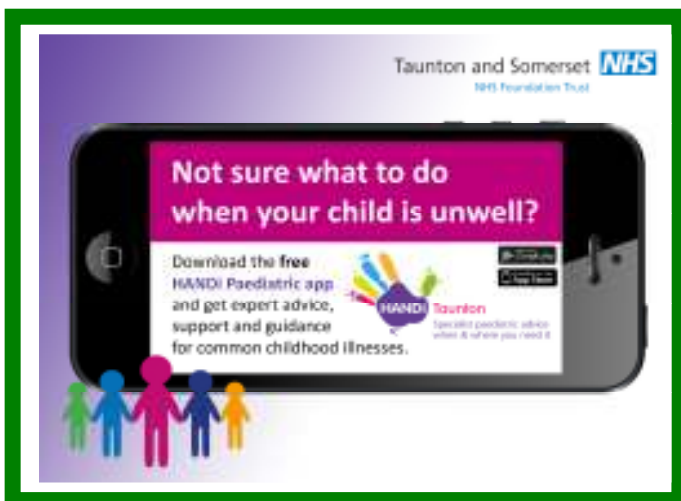 Taunton and Somerset NHS
NHS Foundation Trust
Not sure what to do
when your child is unwell?
Download the free
HANDi Paediatric app
and get expert advice,
support and guidance
for common childhood illnesses.
HANDi
Taunton
Specialist paediatric advice
when & where you need it
App Store